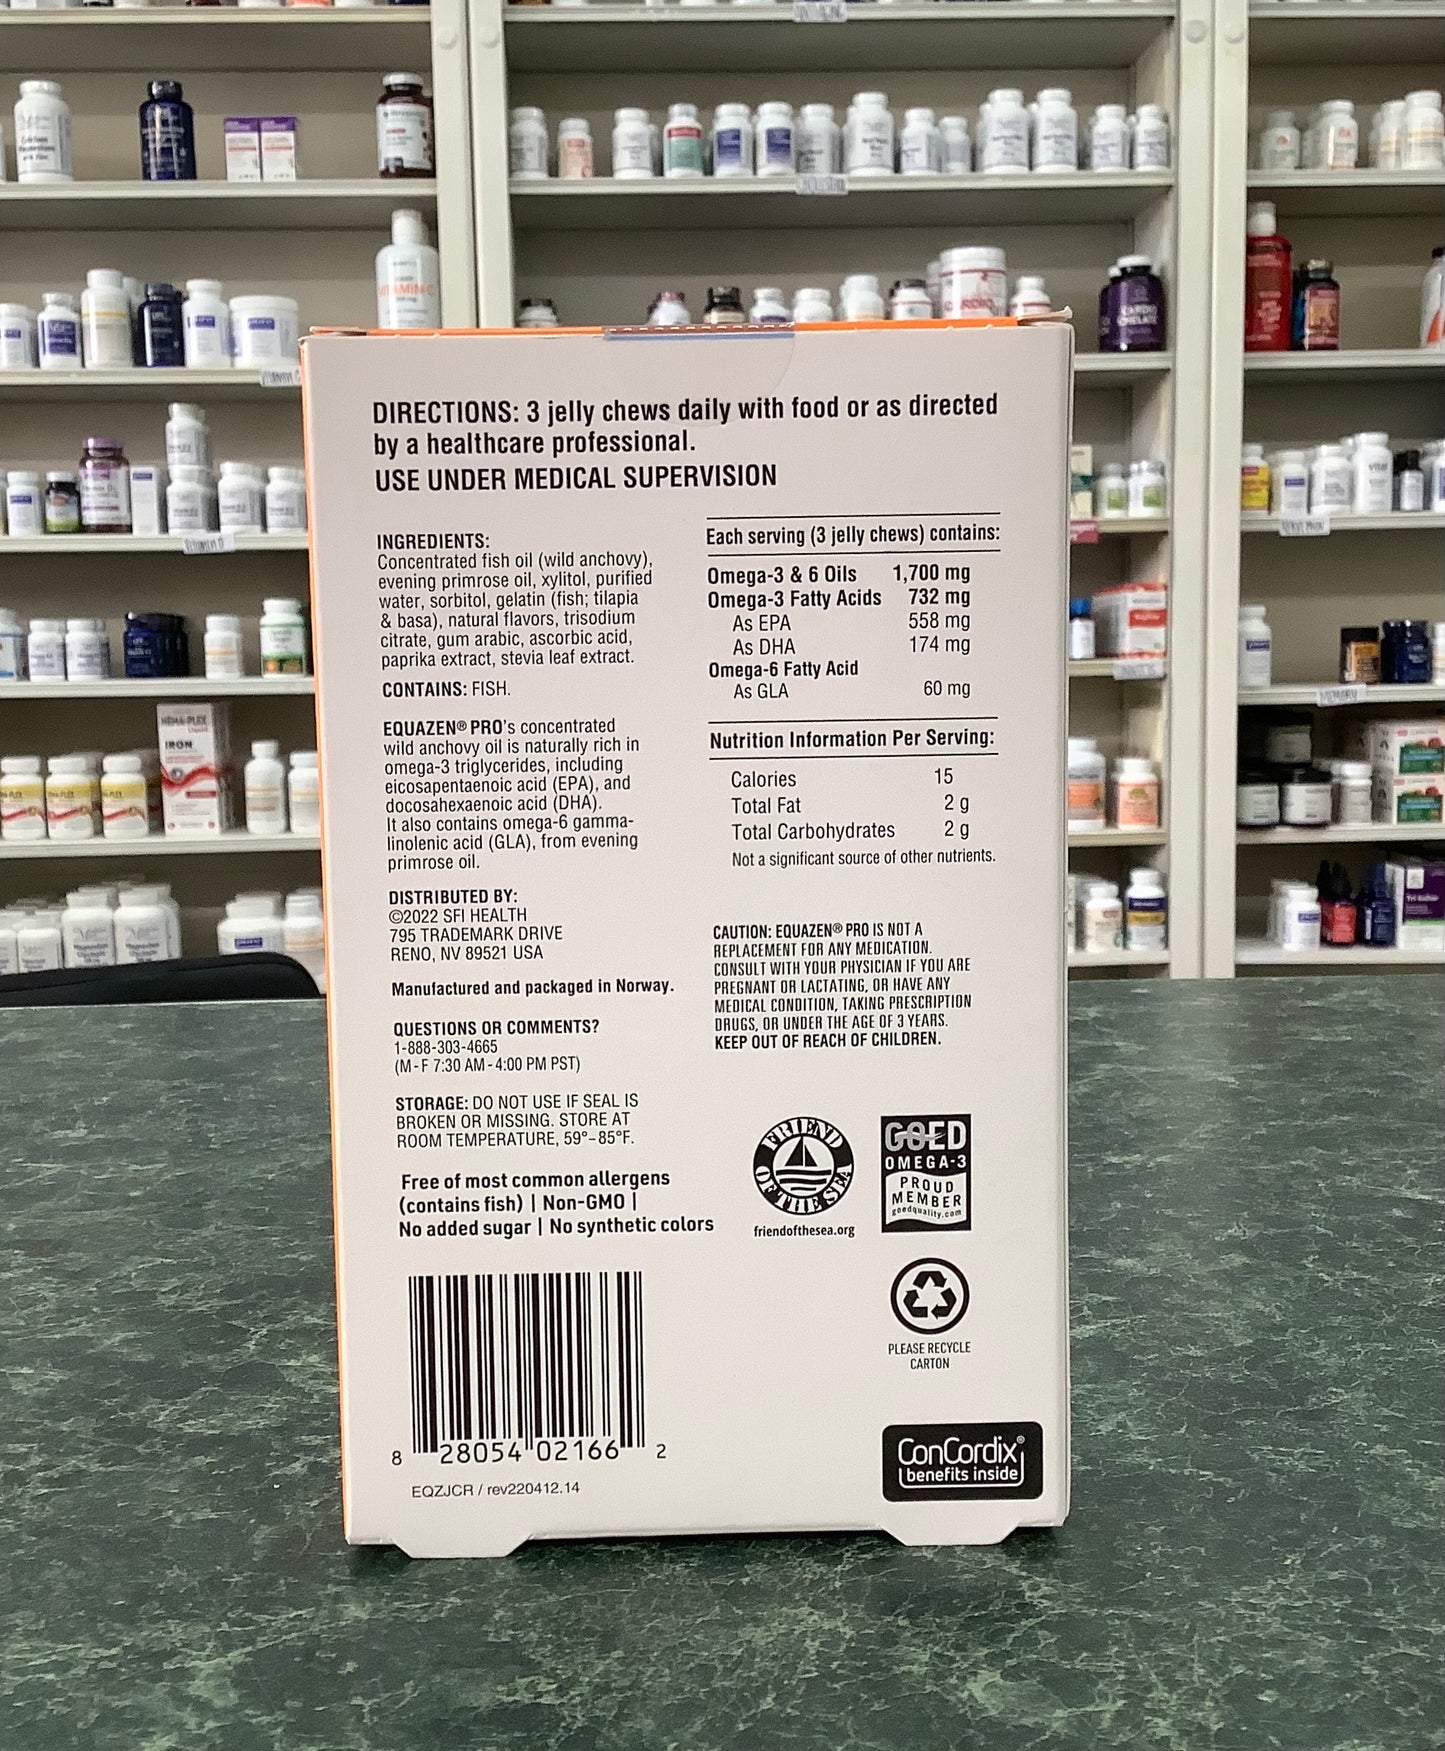 DIRECTIONS: 3 jelly chews daily with food or as directed
by a healthcare professional.
USE UNDER MEDICAL SUPERVISION
INGREDIENTS:
Concentrated fish oil (wild anchovy),
evening primrose oil, xylitol, purified
water, sorbitol, gelatin (fish; tilapia
& basa), natural flavors, trisodium
citrate, gum arabic, ascorbic acid,
paprika extract, stevia leaf extract.
CONTAINS: FISH.
EQUAZEN® PRO's concentrated
wild anchovy oil is naturally rich in
omega-3 triglycerides, including
eicosapentaenoic acid (EPA), and
docosahexaenoic acid (DHA).
It also contains omega-6 gamma-
linolenic acid (GLA), from evening
primrose oil.
DISTRIBUTED BY:
©2022 SFI HEALTH
795 TRADEMARK DRIVE
RENO, NV 89521 USA
Manufactured and packaged in Norway.
QUESTIONS OR COMMENTS?
1-888-303-4665
(M-F 7:30 AM-4:00 PM PST)
STORAGE: DO NOT USE IF SEAL IS
BROKEN OR MISSING. STORE AT
ROOM TEMPERATURE, 59°-85°F.
Free of most common allergens
(contains fish) | Non-GMO |
No added sugar | No synthetic colors
8 28054 02166 2
EQZJCR / rev220412.14
Each serving (3 jelly chews) contains:
Omega-3 & 6 Oils 1,700 mg
Omega-3 Fatty Acids 732 mg
As EPA 558 mg
As DHA 174 mg
Omega-6 Fatty Acid
As GLA 60 mg
Nutrition Information Per Serving:
Calories 15
Total Fat 2 g
Total Carbohydrates 2 g
Not a significant source of other nutrients.
CAUTION: EQUAZEN® PRO IS NOT A
REPLACEMENT FOR ANY MEDICATION.
CONSULT WITH YOUR PHYSICIAN IF YOU ARE
PREGNANT OR LACTATING, OR HAVE ANY
MEDICAL CONDITION, TAKING PRESCRIPTION
DRUGS, OR UNDER THE AGE OF 3 YEARS.
KEEP OUT OF REACH OF CHILDREN.
FRIEND
OF THE SEA
friendofthesea.org
GOED
OMEGA-3
PROUD
MEMBER
goedquality.com
PLEASE RECYCLE
CARTON
ConCordix®
benefits inside
HEMA-PLEX
IRON